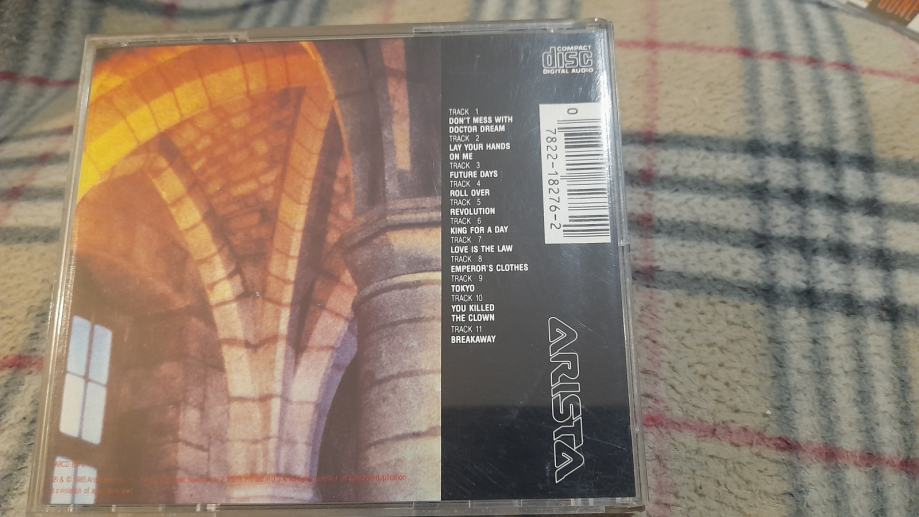 COMPACT
disc
DIGITAL AUDIO
TRACK 1
DON'T MESS WITH
DOCTOR DREAM
TRACK 2
LAY YOUR HANDS
ON ME
TRACK 3
FUTURE DAYS
TRACK 4
ROLL OVER
TRACK 5
REVOLUTION
TRACK 6
KING FOR A DAY
TRACK 7
LOVE IS THE LAW
TRACK 8
EMPEROR'S CLOTHES
TRACK 9
TOKYO
TRACK 10
YOU KILLED
THE CLOWN
TRACK 11
BREAKAWAY
0
7822-18276-2
ARISTA